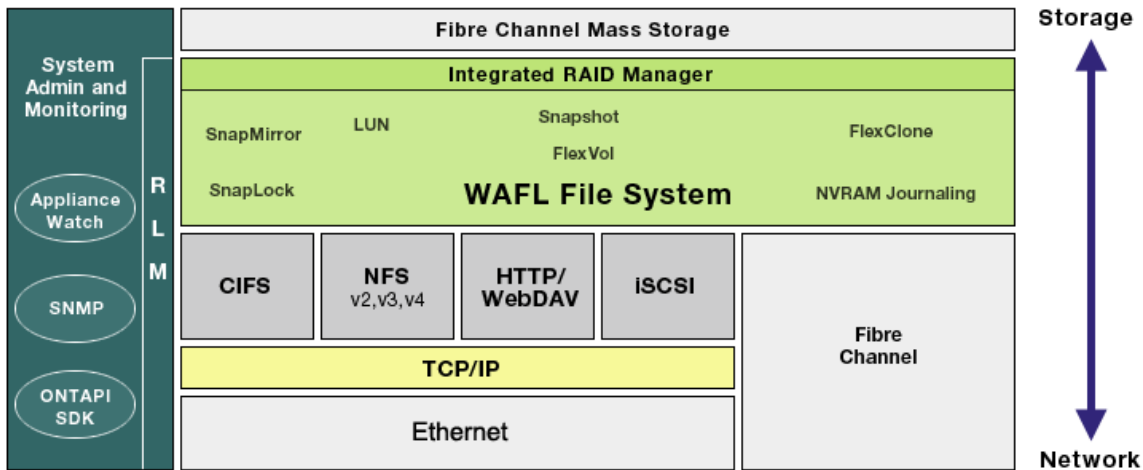 System
Admin and
Monitoring
Appliance
Watch
SNMP
ONTAPI
SDK
R
L
M
Fibre Channel Mass Storage
Integrated RAID Manager
SnapMirror
LUN
Snapshot
FlexVol
FlexClone
SnapLock
WAFL File System
NVRAM Journaling
CIFS
NFS
v2,v3,v4
HTTP/
WebDAV
iSCSI
Fibre
Channel
TCP/IP
Ethernet
Storage
Network